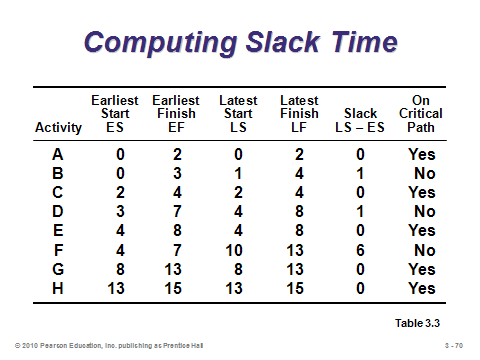 Computing Slack Time
Earliest Earliest Latest Latest On
Start Finish Start Finish Slack Critical
Activity ES EF LS LF LS – ES Path
A 0 2 0 2 0 Yes
B 0 3 1 4 1 No
C 2 4 2 4 0 Yes
D 3 7 4 8 1 No
E 4 8 4 8 0 Yes
F 4 7 10 13 6 No
G 8 13 8 13 0 Yes
H 13 15 13 15 0 Yes
Table 3.3
© 2010 Pearson Education, Inc. publishing as Prentice Hall 3 - 70